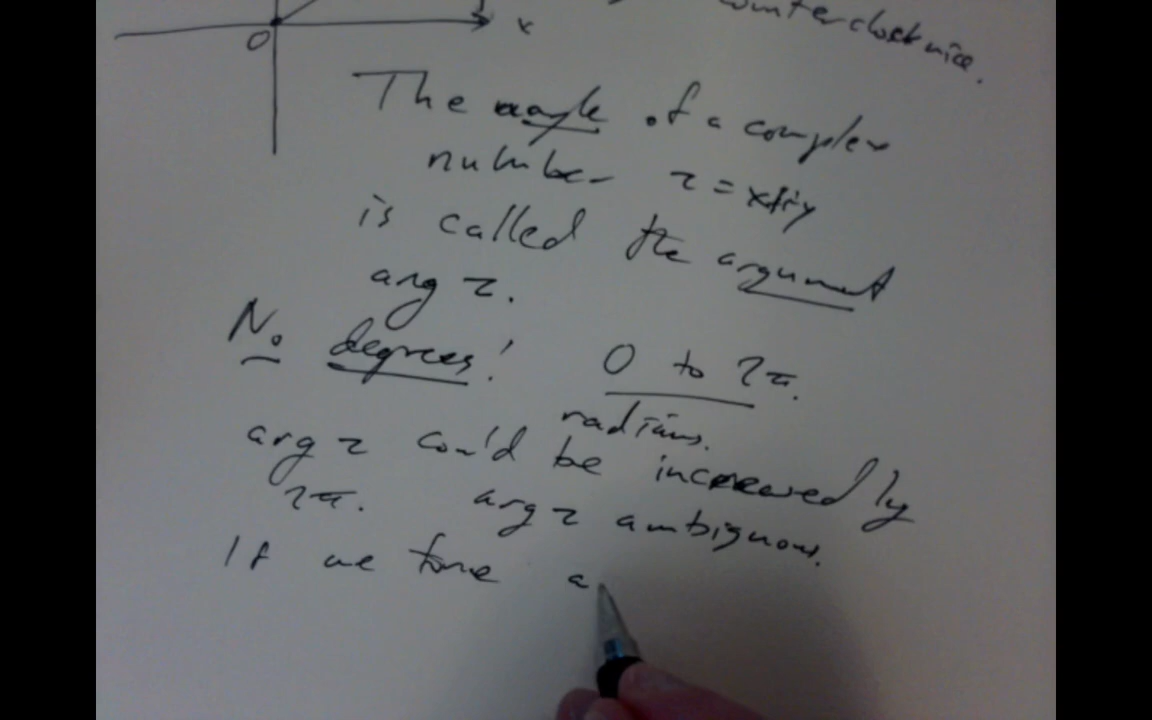 counterclockwise.
x
O
The angle of a complex
number z = x+iy
is called the argument
arg z.
No degrees! 0 to 2π.
radians.
arg z could be increased by
2π. arg z ambiguous.
If we force a